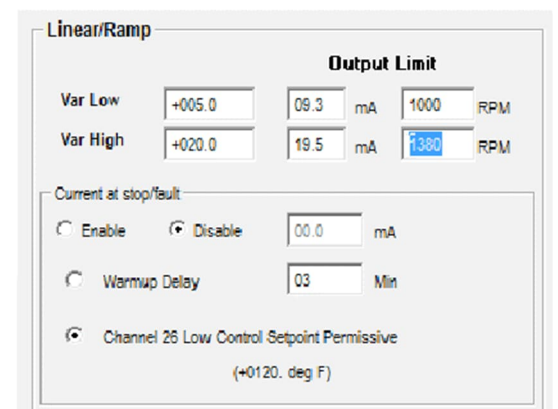 Linear/Ramp
Output Limit
Var Low +005.0 09.3 mA 1000 RPM
Var High +020.0 19.5 mA 1380 RPM
Current at stop/fault
Enable Disable 00.0 mA
Warmup Delay 03 Min
Channel 26 Low Control Setpoint Permissive
(+0120. deg F)